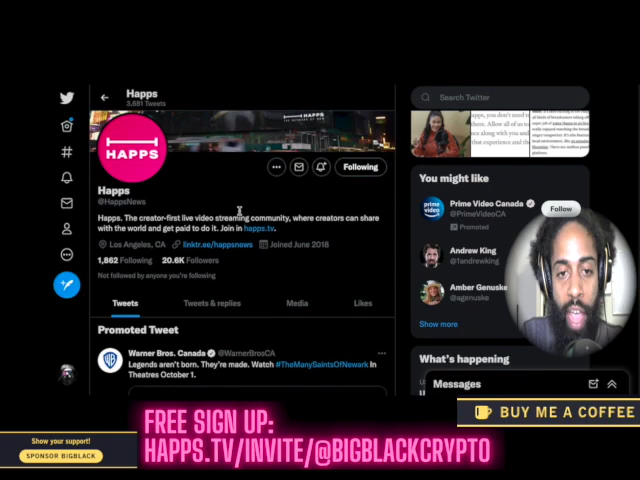 Happs
3,681 Tweets
Search Twitter
HAPPS
Following
Happs
@HappsNews
Happs. The creator-first live video streaming community, where creators can share
with the world and get paid to do it. Join in happs.tv.
Los Angeles, CA linktr.ee/happsnews Joined June 2018
1,862 Following 20.6K Followers
Not followed by anyone you're following
Tweets Tweets & replies Media Likes
Promoted Tweet
Warner Bros. Canada @WarnerBrosCA
Legends aren't born. They're made. Watch #TheManySaintsOfNewark In
Theatres October 1.
You might like
prime video
Prime Video Canada
@PrimeVideoCA
Follow
Promoted
Andrew King
@1andrewking
Amber Genuske
@agenuske
Show more
What's happening
Messages
BUY ME A COFFEE
Show your support!
SPONSOR BIGBLACK
FREE SIGN UP:
HAPPS.TV/INVITE/@BIGBLACKCRYPTO